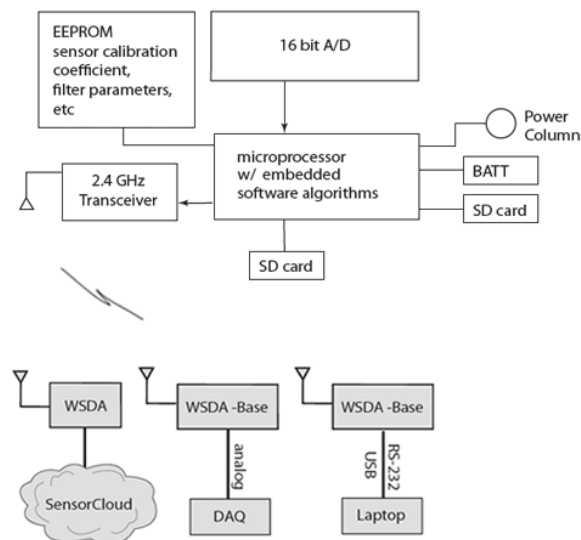 EEPROM
sensor calibration
coefficient,
filter parameters,
etc
16 bit A/D
Power
Column
microprocessor
w/ embedded
software algorithms
BATT
2.4 GHz
Transceiver
SD card
SD card
WSDA
WSDA -Base
WSDA -Base
analog
RS-232
USB
SensorCloud
DAQ
Laptop